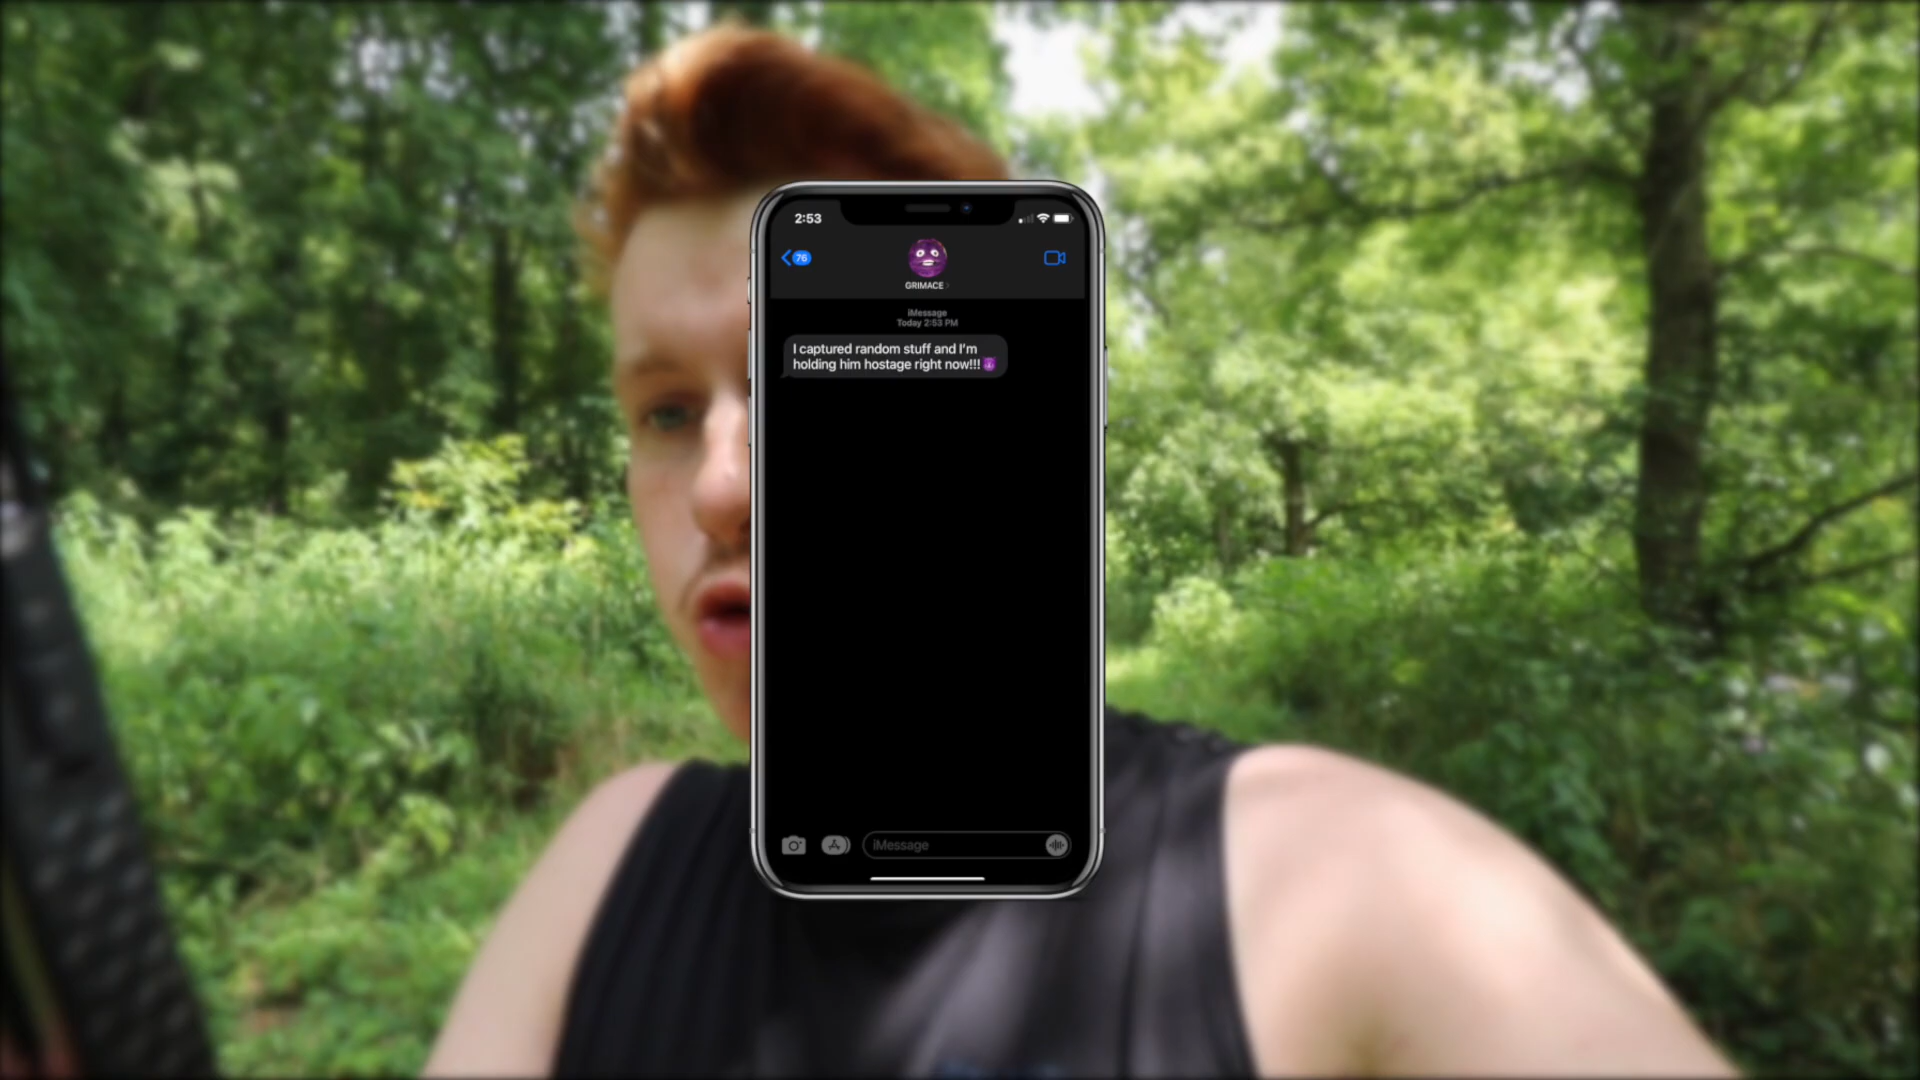 2:53
76
GRIMACE
iMessage
Today 2:53 PM
I captured random stuff and I'm
holding him hostage right now!!!😈
iMessage